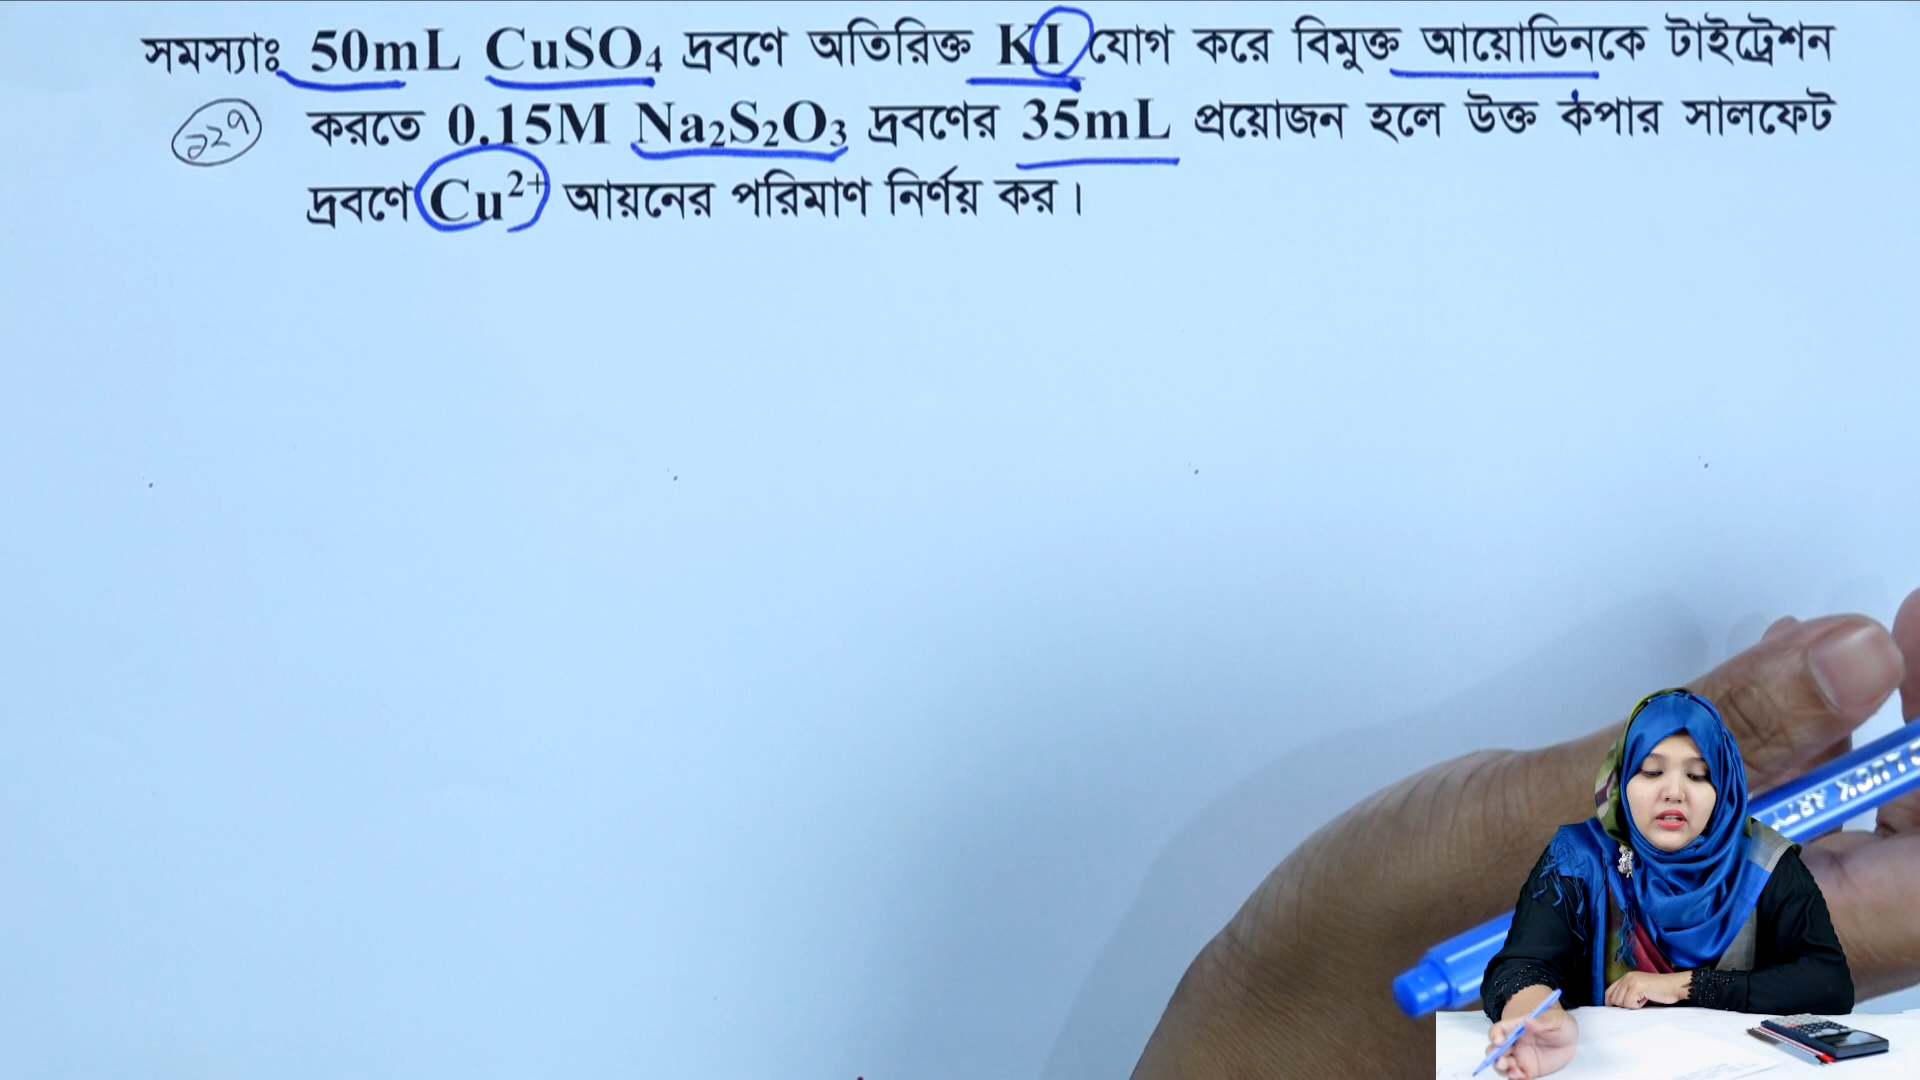 সমস্যাঃ 50mL CuSO₄ দ্রবণে অতিরিক্ত KI যোগ করে বিমুক্ত আয়োডিনকে টাইট্রেশন
করতে 0.15M Na₂S₂O₃ দ্রবণের 35mL প্রয়োজন হলে উক্ত কপার সালফেট
২২৭
দ্রবণে Cu²⁺ আয়নের পরিমাণ নির্ণয় কর।